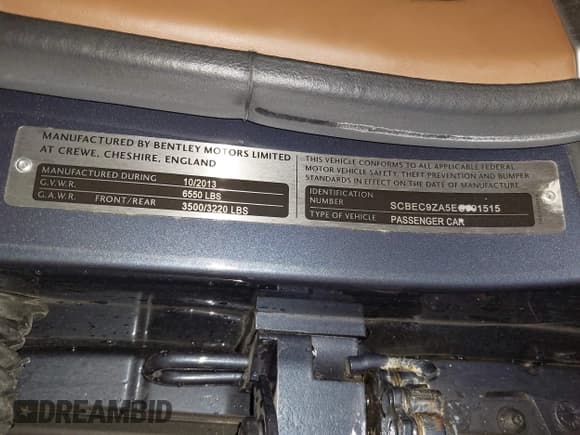 MANUFACTURED BY BENTLEY MOTORS LIMITED
AT CREWE, CHESHIRE, ENGLAND
MANUFACTURED DURING 10/2013
G.V.W.R. 6550 LBS
G.A.W.R. FRONT/REAR 3500/3220 LBS
THIS VEHICLE CONFORMS TO ALL APPLICABLE FEDERAL
MOTOR VEHICLE SAFETY, THEFT PREVENTION AND BUMPER
STANDARDS IN EFFECT ON THE DATE OF MANUFACTURE.
IDENTIFICATION
NUMBER
TYPE OF VEHICLE PASSENGER CAR
DREAMBID